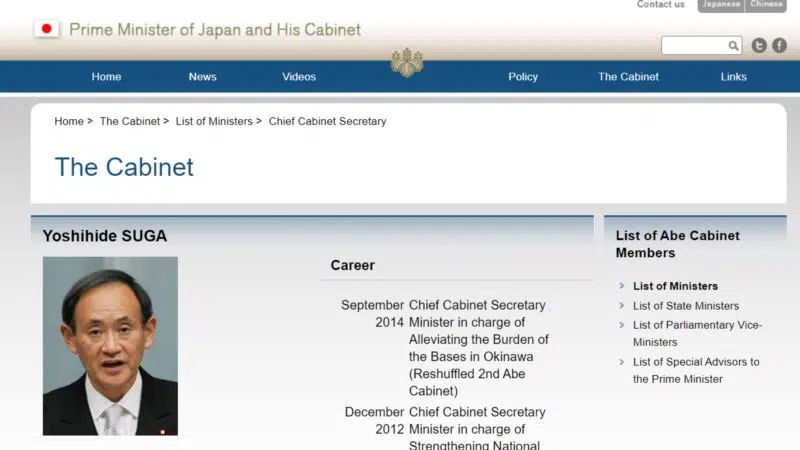 Contact us
Japanese
Chinese
Prime Minister of Japan and His Cabinet
Home
News
Videos
Policy
The Cabinet
Links
Home > The Cabinet > List of Ministers > Chief Cabinet Secretary
The Cabinet
Yoshihide SUGA
Career
September 2014
Chief Cabinet Secretary
Minister in charge of
Alleviating the Burden of
the Bases in Okinawa
(Reshuffled 2nd Abe
Cabinet)
December 2012
Chief Cabinet Secretary
Minister in charge of
Strengthening National
List of Abe Cabinet
Members
List of Ministers
List of State Ministers
List of Parliamentary Vice-
Ministers
List of Special Advisors to
the Prime Minister